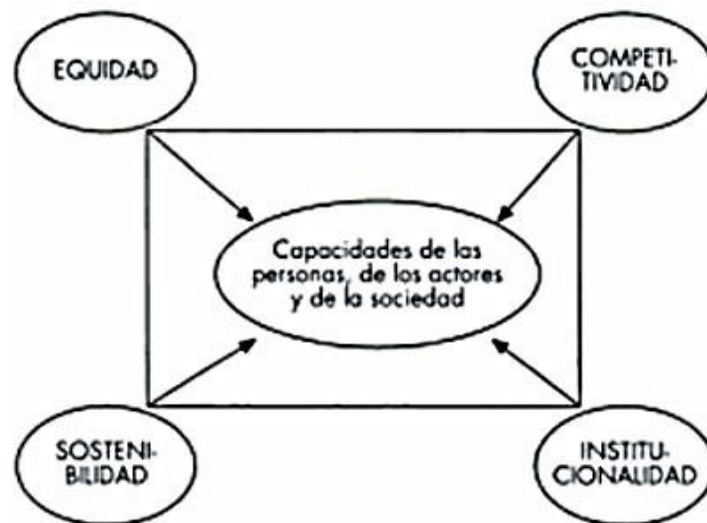 EQUIDAD
COMPETI-
TIVIDAD
Capacidades de las
personas, de los actores
y de la sociedad
SOSTENI-
BILIDAD
INSTITU-
CIONALIDAD